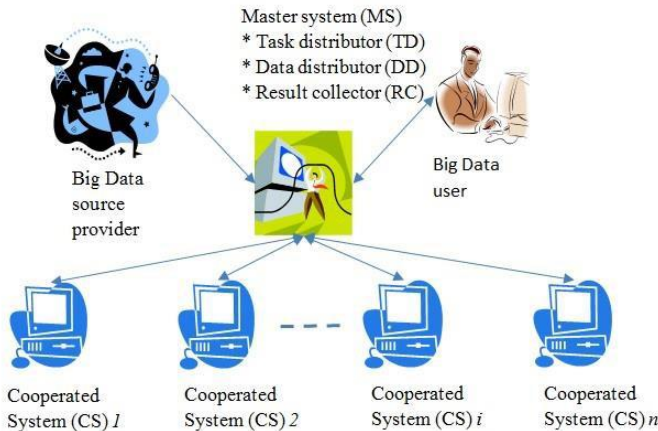 Master system (MS)
* Task distributor (TD)
* Data distributor (DD)
* Result collector (RC)
Big Data
source
provider
Big Data
user
Cooperated
System (CS) 1
Cooperated
System (CS) 2
Cooperated
System (CS) i
Cooperated
System (CS) n